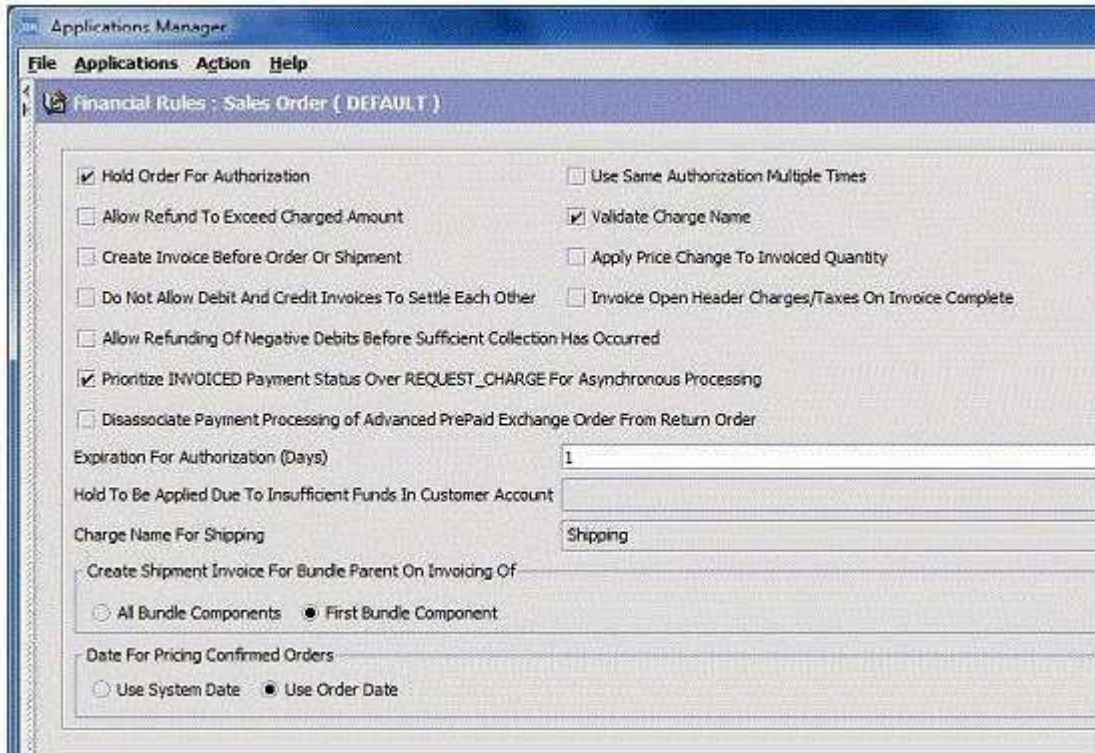 Applications Manager
File Applications Action Help
Financial Rules : Sales Order ( DEFAULT )
Hold Order For Authorization
Use Same Authorization Multiple Times
Allow Refund To Exceed Charged Amount
Validate Charge Name
Create Invoice Before Order Or Shipment
Apply Price Change To Invoiced Quantity
Do Not Allow Debit And Credit Invoices To Settle Each Other
Invoice Open Header Charges/Taxes On Invoice Complete
Allow Refunding Of Negative Debits Before Sufficient Collection Has Occurred
Prioritize INVOICED Payment Status Over REQUEST_CHARGE For Asynchronous Processing
Disassociate Payment Processing of Advanced PrePaid Exchange Order From Return Order
Expiration For Authorization (Days)
1
Hold To Be Applied Due To Insufficient Funds In Customer Account
Charge Name For Shipping
Shipping
Create Shipment Invoice For Bundle Parent On Invoicing Of
All Bundle Components
First Bundle Component
Date For Pricing Confirmed Orders
Use System Date
Use Order Date